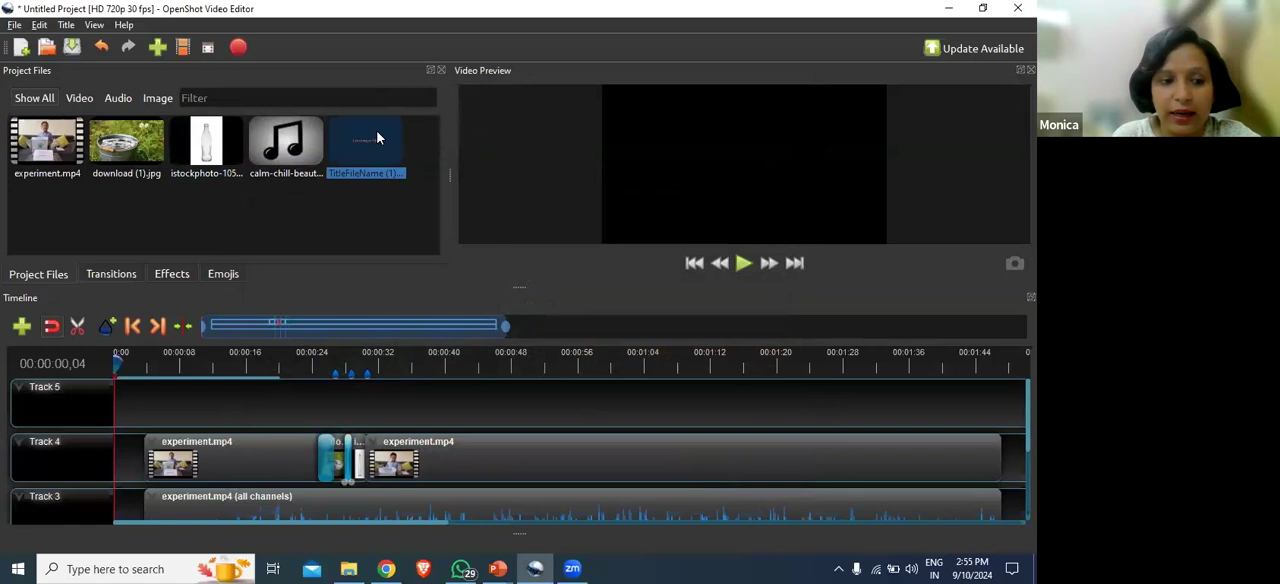 * Untitled Project [HD 720p 30 fps] - OpenShot Video Editor
File Edit Title View Help
Update Available
Project Files
Video Preview
Show All Video Audio Image Filter
experiment.mp4 download (1).jpg istockphoto-105... calm-chill-beaut... TitleFileName (1)...
Monica
Project Files Transitions Effects Emojis
Timeline
00:00:00,04
0:00 00:00:08 00:00:16 00:00:24 00:00:32 00:00:40 00:00:48 00:00:56 00:01:04 00:01:12 00:01:20 00:01:28 00:01:36 00:01:44
Track 5
Track 4
experiment.mp4
experiment.mp4
Track 3
experiment.mp4 (all channels)
Type here to search
29
zm
ENG
IN
2:55 PM
9/10/2024